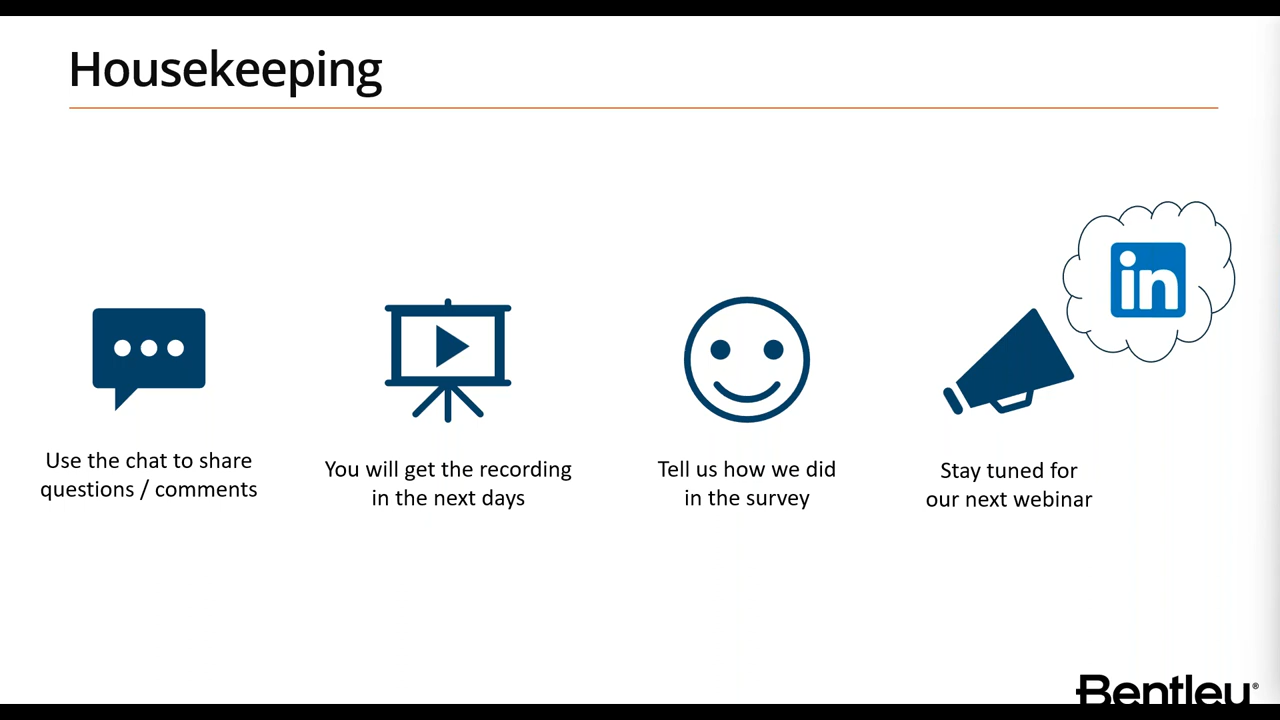 Housekeeping
in
Use the chat to share
questions / comments
You will get the recording
in the next days
Tell us how we did
in the survey
Stay tuned for
our next webinar
Bentley®